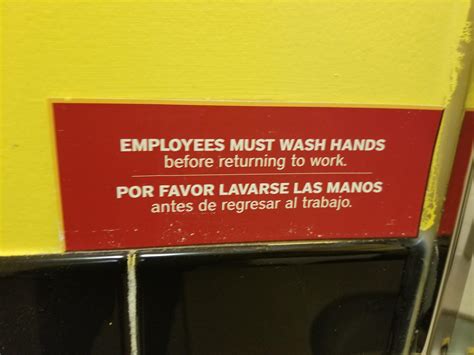 EMPLOYEES MUST WASH HANDS
before returning to work.
POR FAVOR LAVARSE LAS MANOS
antes de regresar al trabajo.